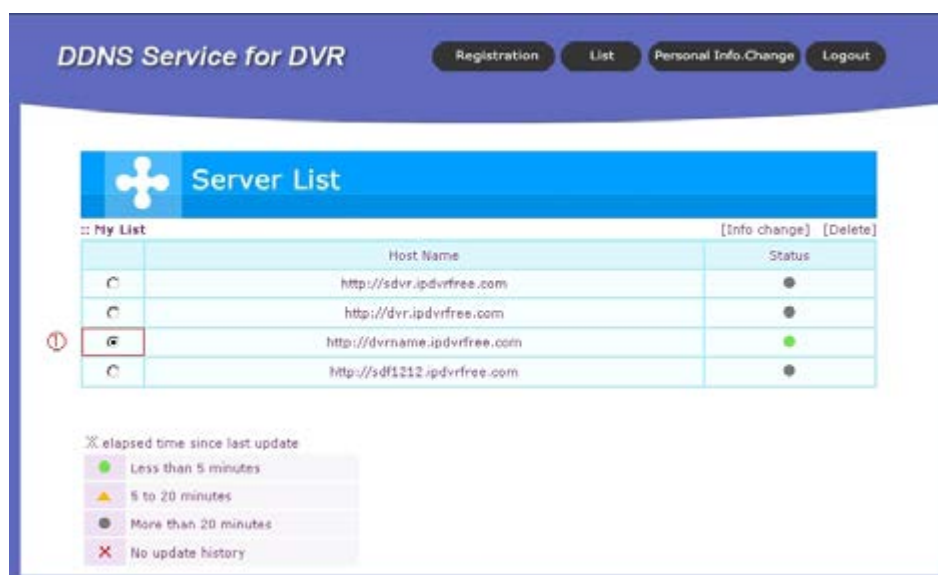 DDNS Service for DVR
Registration List Personal Info.Change Logout
Server List
:: My List [Info change] [Delete]
Host Name Status
http://sdvr.ipdvrfree.com
http://dvr.ipdvrfree.com
① http://dvrname.ipdvrfree.com
http://sdf1212.ipdvrfree.com
※ elapsed time since last update
Less than 5 minutes
5 to 20 minutes
More than 20 minutes
No update history